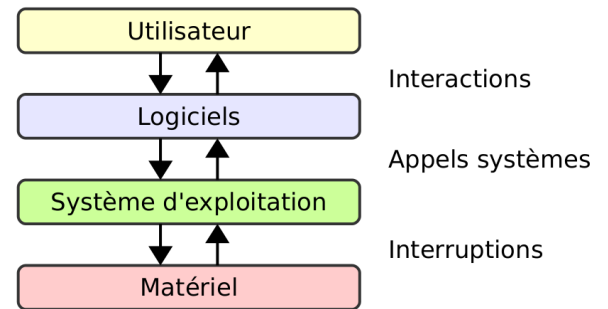 Utilisateur
Interactions
Logiciels
Appels systèmes
Système d'exploitation
Interruptions
Matériel